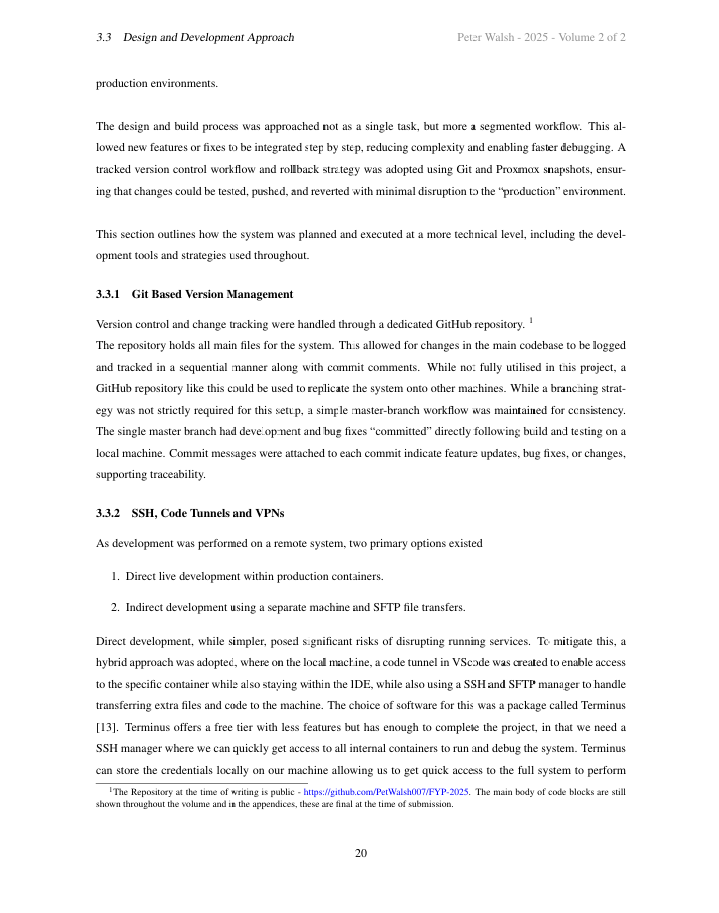 3.3 Design and Development Approach
Peter Walsh - 2025 - Volume 2 of 2
production environments.
The design and build process was approached not as a single task, but more a segmented workflow. This al-
lowed new features or fixes to be integrated step by step, reducing complexity and enabling faster debugging. A
tracked version control workflow and rollback strategy was adopted using Git and Proxmox snapshots, ensur-
ing that changes could be tested, pushed, and reverted with minimal disruption to the “production” environment.
This section outlines how the system was planned and executed at a more technical level, including the devel-
opment tools and strategies used throughout.
3.3.1 Git Based Version Management
Version control and change tracking were handled through a dedicated GitHub repository. 1
The repository holds all main files for the system. This allowed for changes in the main codebase to be logged
and tracked in a sequential manner along with commit comments. While not fully utilised in this project, a
GitHub repository like this could be used to replicate the system onto other machines. While a branching strat-
egy was not strictly required for this setup, a simple master-branch workflow was maintained for consistency.
The single master branch had development and bug fixes “committed” directly following build and testing on a
local machine. Commit messages were attached to each commit indicate feature updates, bug fixes, or changes,
supporting traceability.
3.3.2 SSH, Code Tunnels and VPNs
As development was performed on a remote system, two primary options existed
1. Direct live development within production containers.
2. Indirect development using a separate machine and SFTP file transfers.
Direct development, while simpler, posed significant risks of disrupting running services. To mitigate this, a
hybrid approach was adopted, where on the local machine, a code tunnel in VScode was created to enable access
to the specific container while also staying within the IDE, while also using a SSH and SFTP manager to handle
transferring extra files and code to the machine. The choice of software for this was a package called Terminus
[13]. Terminus offers a free tier with less features but has enough to complete the project, in that we need a
SSH manager where we can quickly get access to all internal containers to run and debug the system. Terminus
can store the credentials locally on our machine allowing us to get quick access to the full system to perform
1The Repository at the time of writing is public - https://github.com/PetWalsh007/FYP-2025. The main body of code blocks are still
shown throughout the volume and in the appendices, these are final at the time of submission.
20